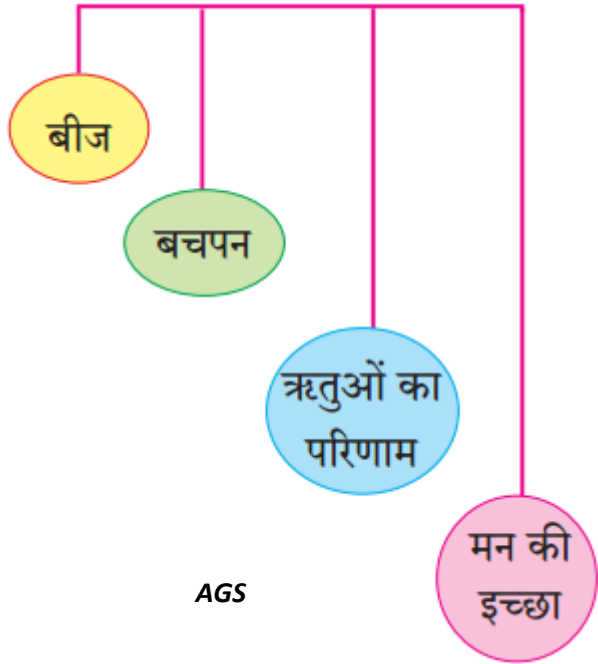 बीज
बचपन
ऋतुओं का
परिणाम
मन की
इच्छा
AGS